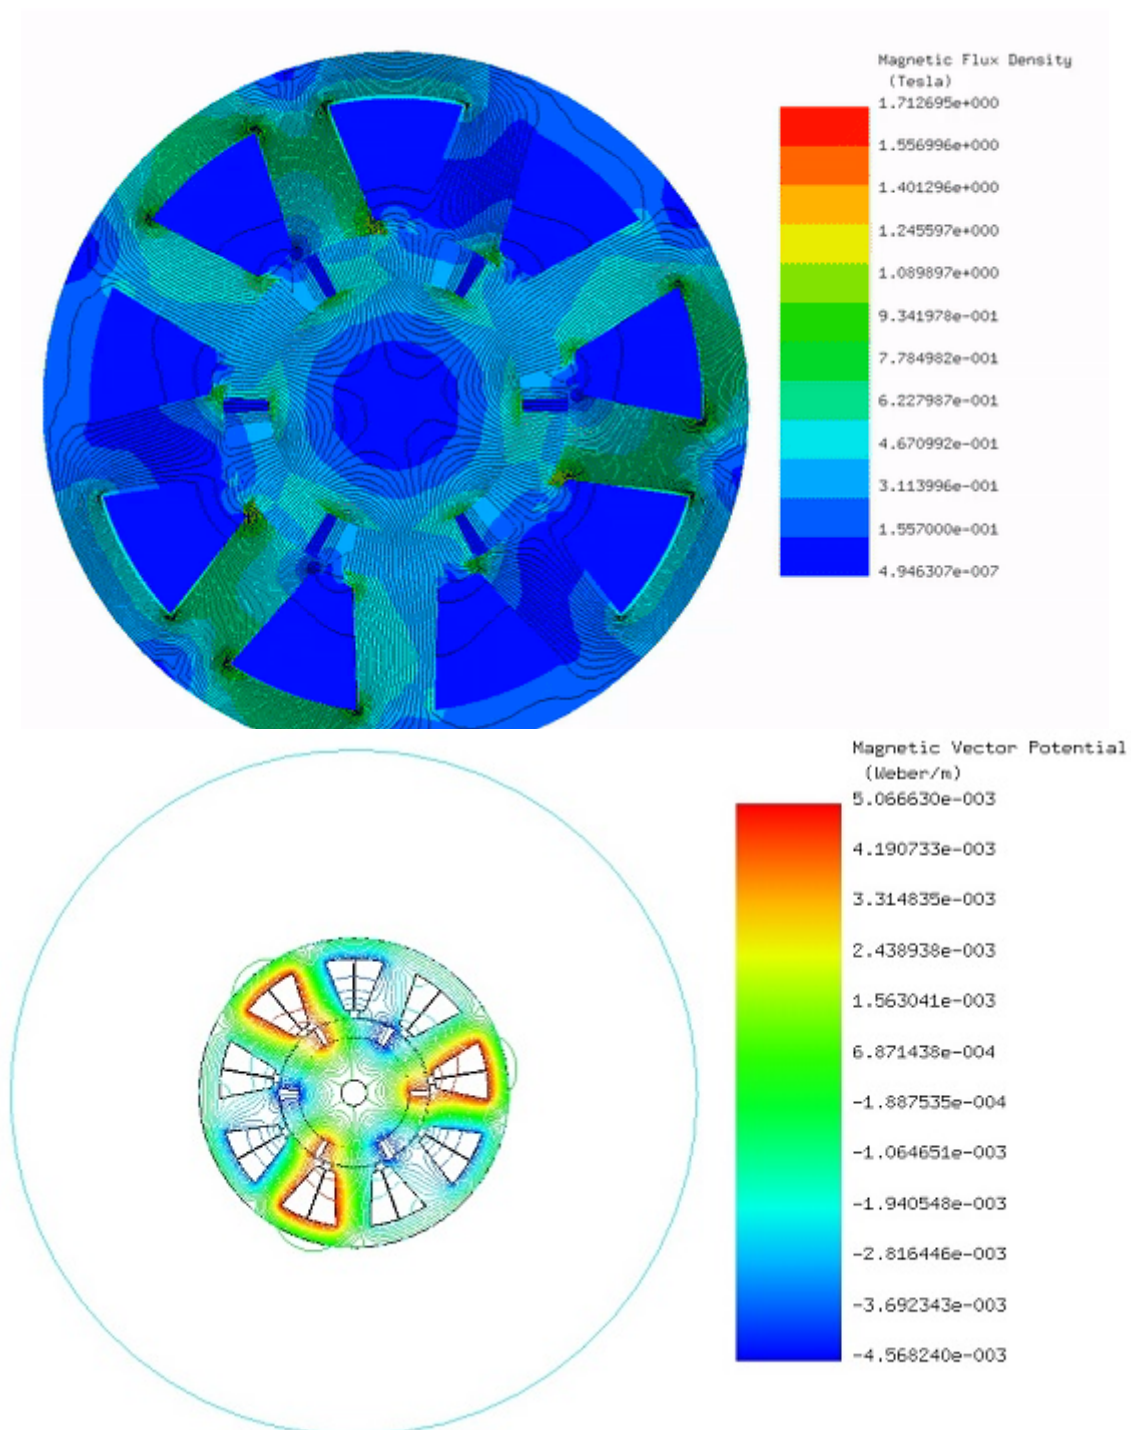 Magnetic Flux Density
(Tesla)
1.712695e+000
1.556996e+000
1.401296e+000
1.245597e+000
1.089897e+000
9.341978e-001
7.784982e-001
6.227987e-001
4.670992e-001
3.113996e-001
1.557000e-001
4.946307e-007
Magnetic Vector Potential
(Weber/m)
5.066630e-003
4.190733e-003
3.314835e-003
2.438938e-003
1.563041e-003
6.871438e-004
-1.887535e-004
-1.064651e-003
-1.940548e-003
-2.816446e-003
-3.692343e-003
-4.568240e-003